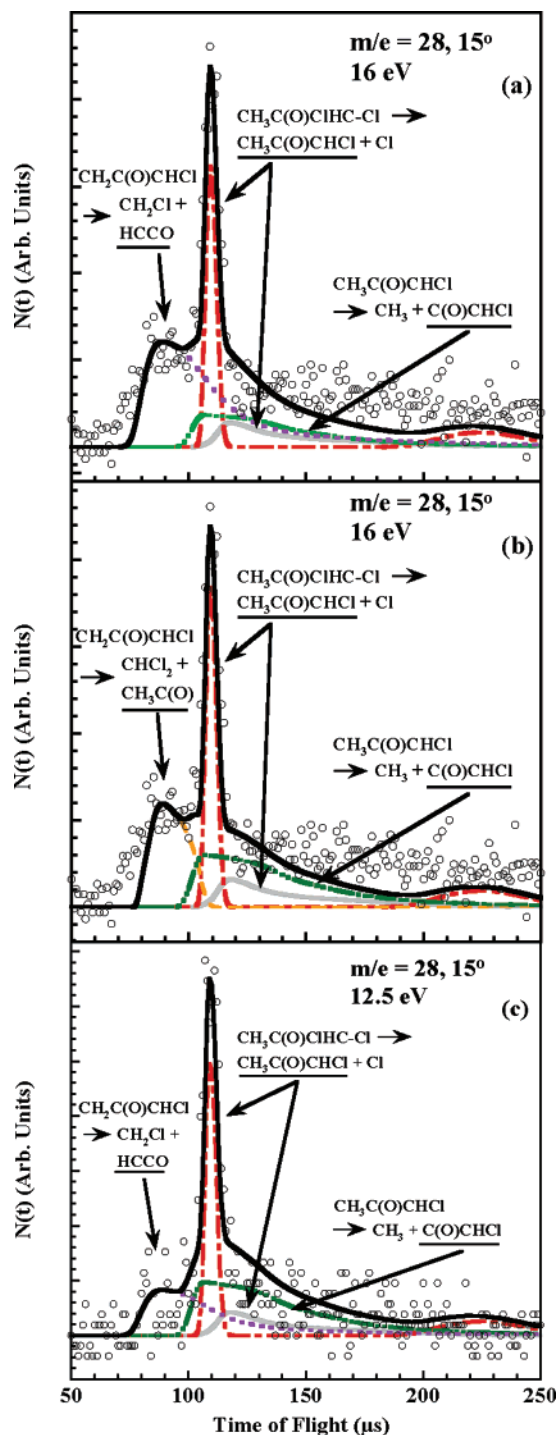 m/e = 28, 15°
16 eV
(a)
CH₃C(O)ClHC-Cl →
CH₃C(O)CHCl + Cl
CH₂C(O)CHCl
→ CH₂Cl +
HCCO
CH₃C(O)CHCl
→ CH₃ + C(O)CHCl
N(t) (Arb. Units)
m/e = 28, 15°
16 eV
(b)
CH₃C(O)ClHC-Cl →
CH₃C(O)CHCl + Cl
CH₂C(O)CHCl
→ CHCl₂ +
CH₃C(O)
CH₃C(O)CHCl
→ CH₃ + C(O)CHCl
N(t) (Arb. Units)
m/e = 28, 15°
12.5 eV
(c)
CH₃C(O)ClHC-Cl →
CH₃C(O)CHCl + Cl
CH₂C(O)CHCl
→ CH₂Cl +
HCCO
CH₃C(O)CHCl
→ CH₃ + C(O)CHCl
N(t) (Arb. Units)
50 100 150 200 250
Time of Flight (µs)